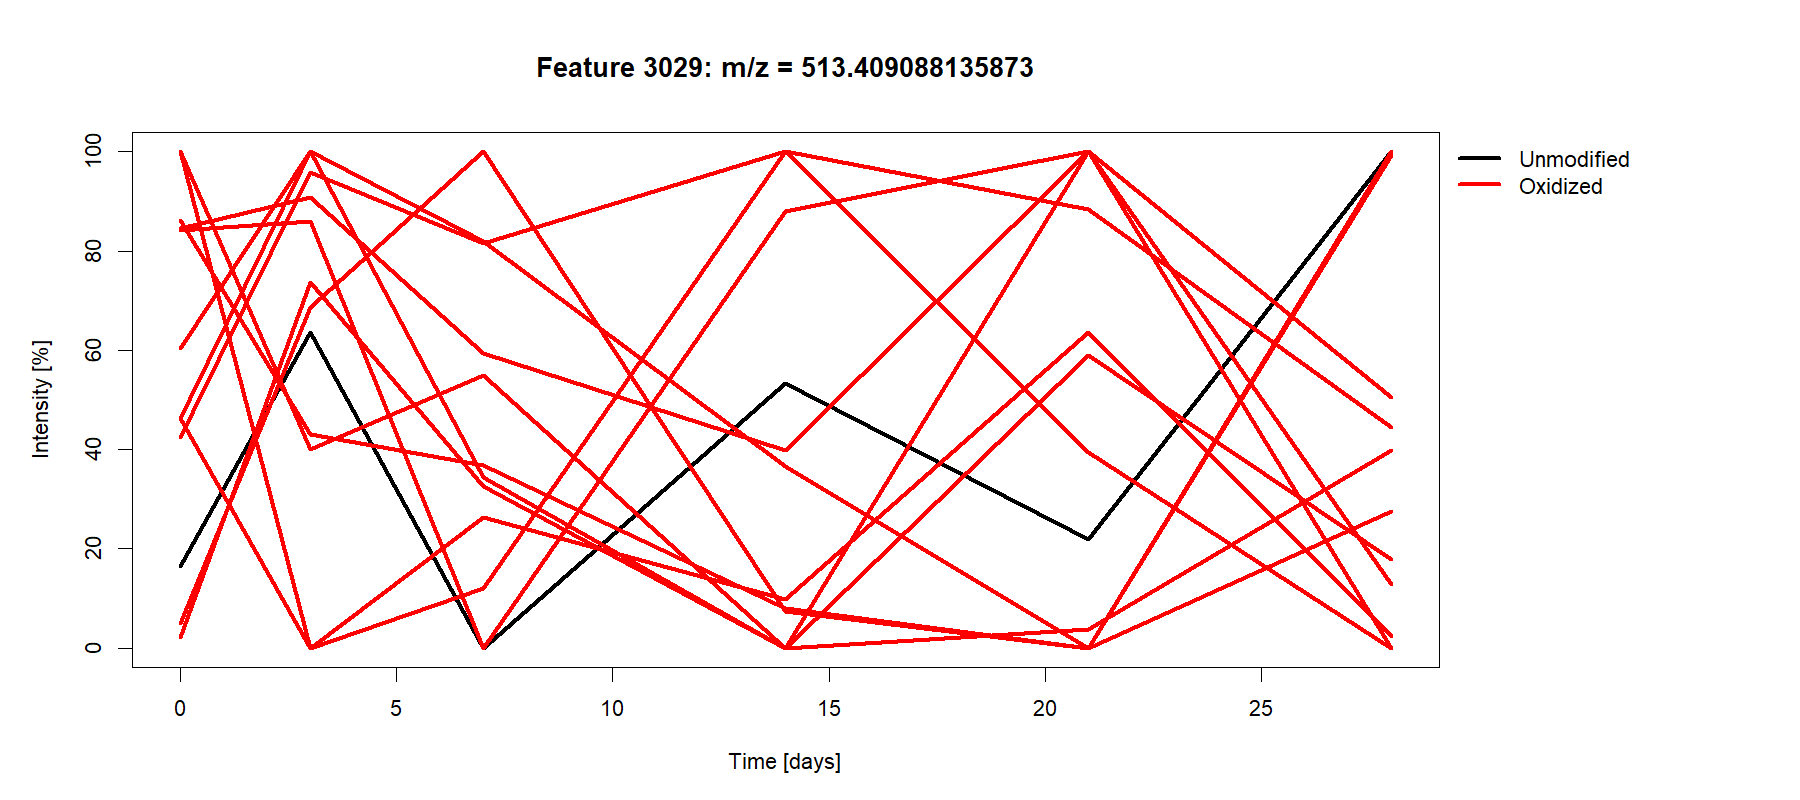 Feature 3029: m/z = 513.409088135873
Unmodified
Oxidized
Intensity [%]
100
80
60
40
20
0
0 5 10 15 20 25
Time [days]